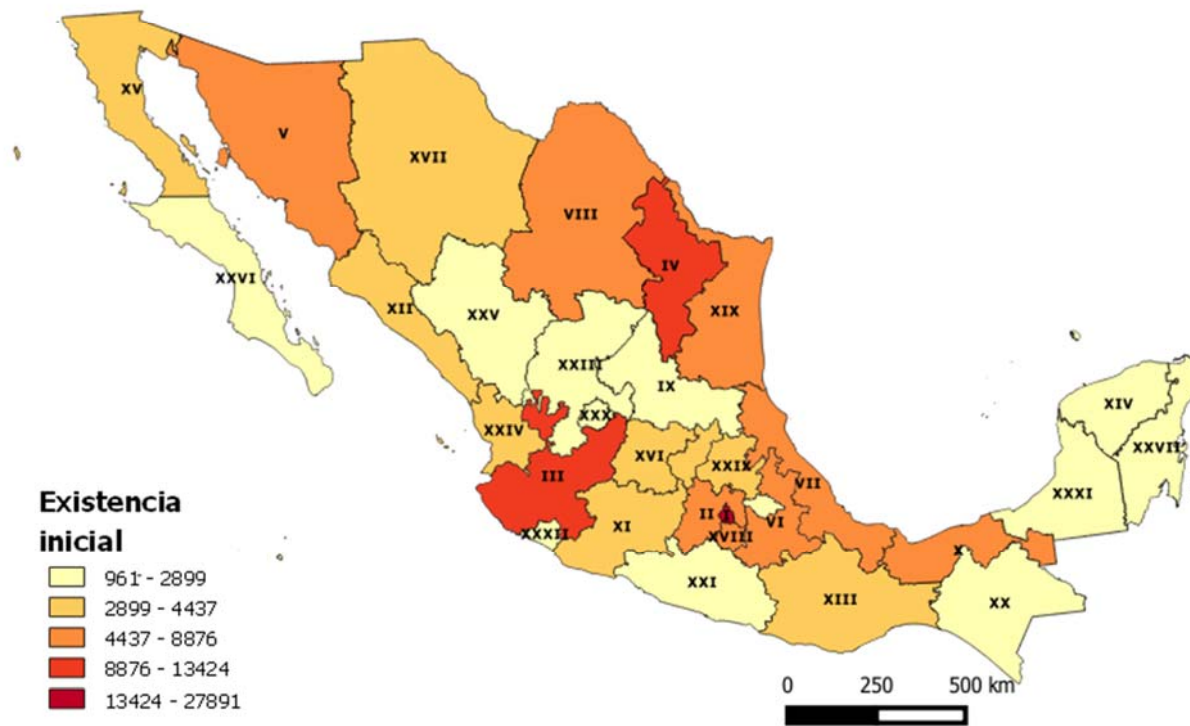 XV
V
XVII
VIII
IV
XXVI
XII
XIX
XXV
XXIII
IX
XXX
XIV
XXIV
XVI
XXIX
XXVII
III
VII
XXXI
II
I
VI
XXXII
XI
XVIII
X
XXI
XIII
XX
Existencia
inicial
961 - 2899
2899 - 4437
4437 - 8876
8876 - 13424
13424 - 27891
0 250 500 km